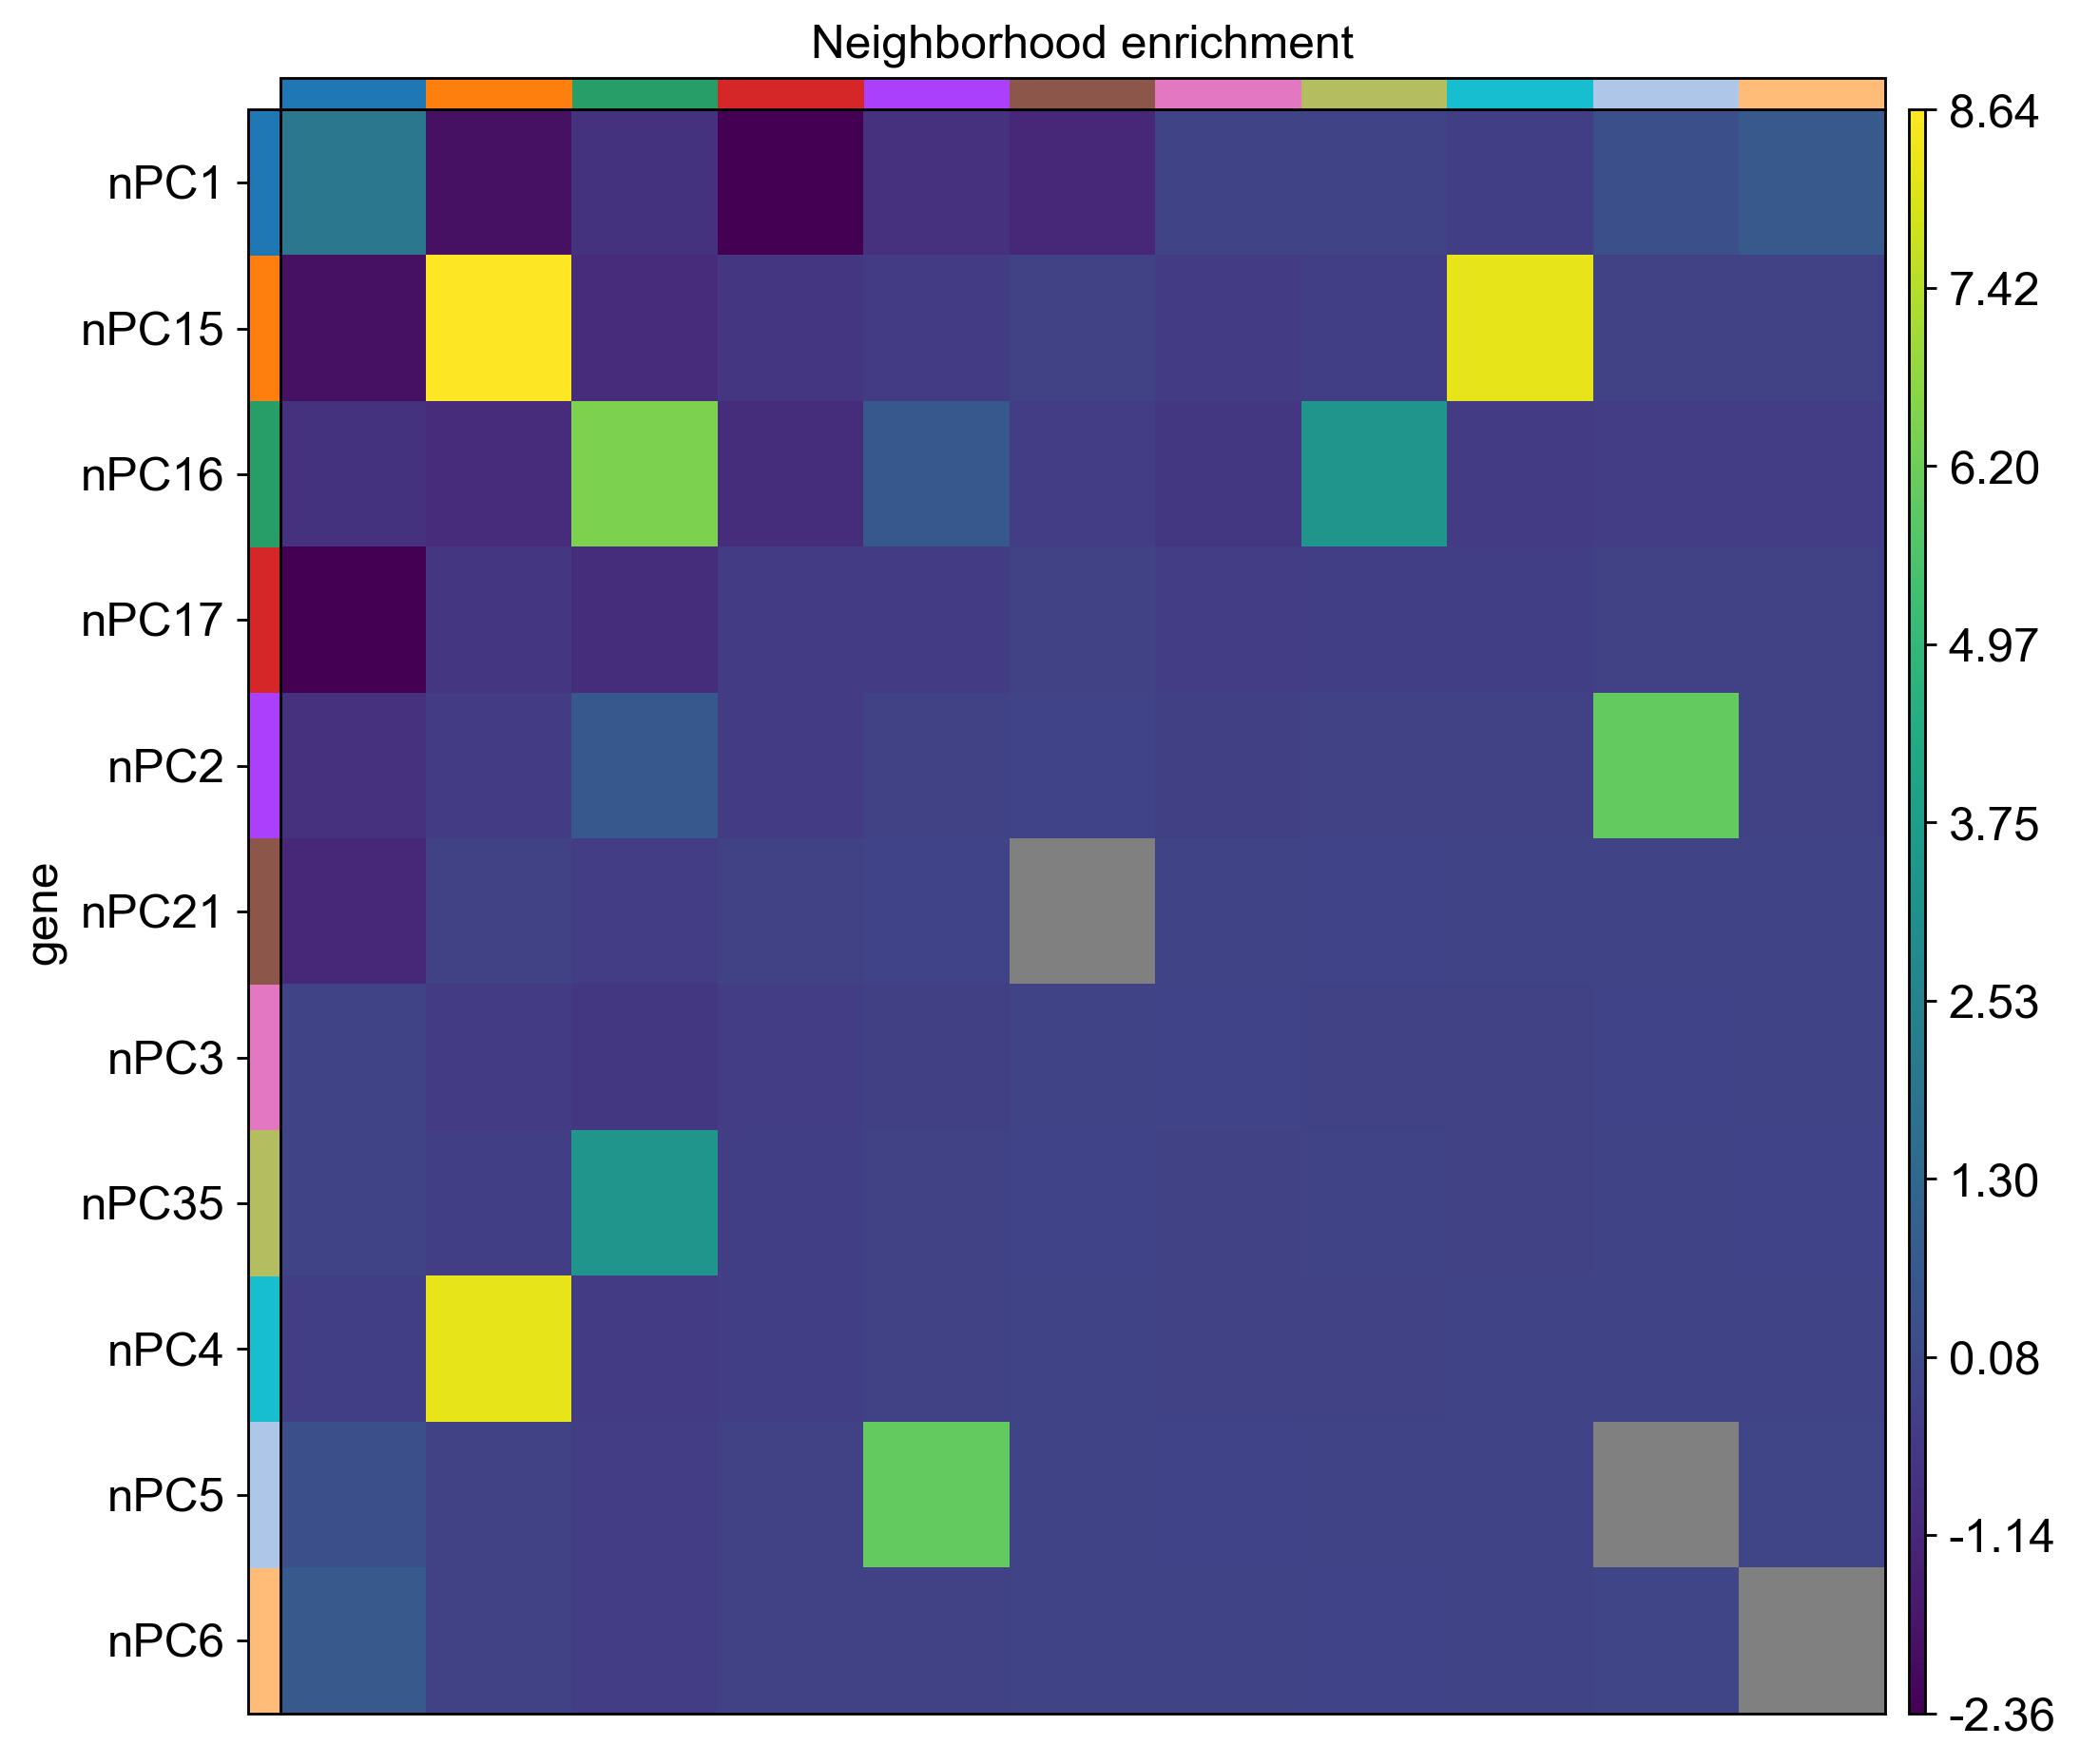 Neighborhood enrichment
gene
nPC1
nPC15
nPC16
nPC17
nPC2
nPC21
nPC3
nPC35
nPC4
nPC5
nPC6
8.64
7.42
6.20
4.97
3.75
2.53
1.30
0.08
-1.14
-2.36